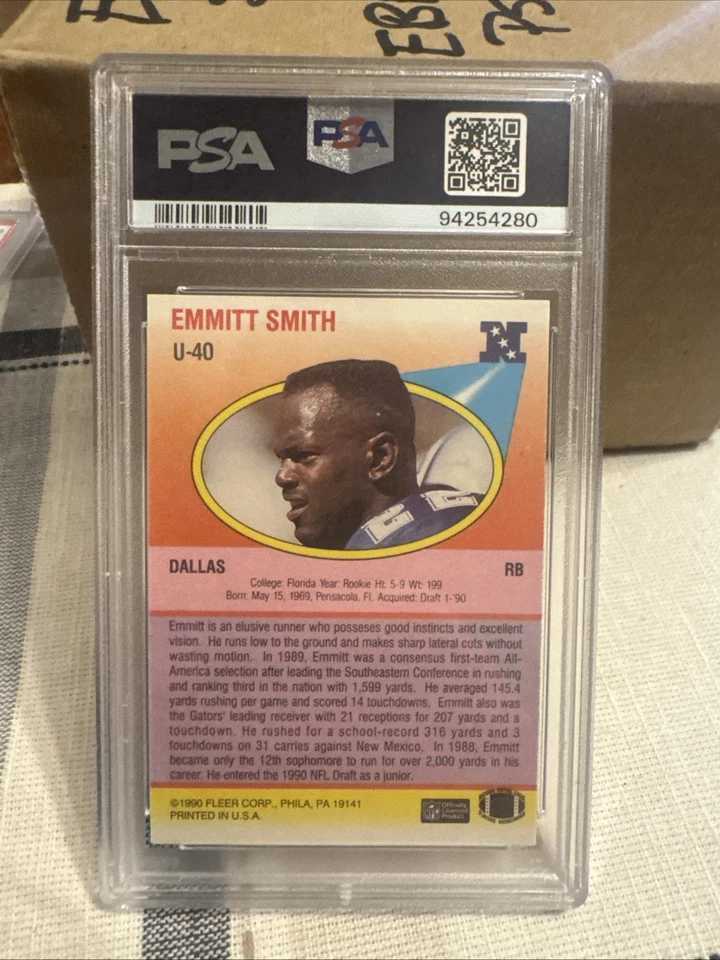 EB
PSA
PSA
94254280
EMMITT SMITH
U-40
N
DALLAS
RB
College: Florida Year: Rookie Ht: 5-9 Wt: 199
Born: May 15, 1969, Pensacola, Fl. Acquired: Draft 1-'90
Emmitt is an elusive runner who posseses good instincts and excellent
vision. He runs low to the ground and makes sharp lateral cuts without
wasting motion. In 1989, Emmitt was a consensus first-team All-
America selection after leading the Southeastern Conference in rushing
and ranking third in the nation with 1,599 yards. He averaged 145.4
yards rushing per game and scored 14 touchdowns. Emmitt also was
the Gators' leading receiver with 21 receptions for 207 yards and a
touchdown. He rushed for a school-record 316 yards and 3
touchdowns on 31 carries against New Mexico. In 1988, Emmitt
became only the 12th sophomore to run for over 2,000 yards in his
career. He entered the 1990 NFL Draft as a junior.
©1990 FLEER CORP., PHILA, PA 19141
PRINTED IN U.S.A.
Officially
Licensed
Product